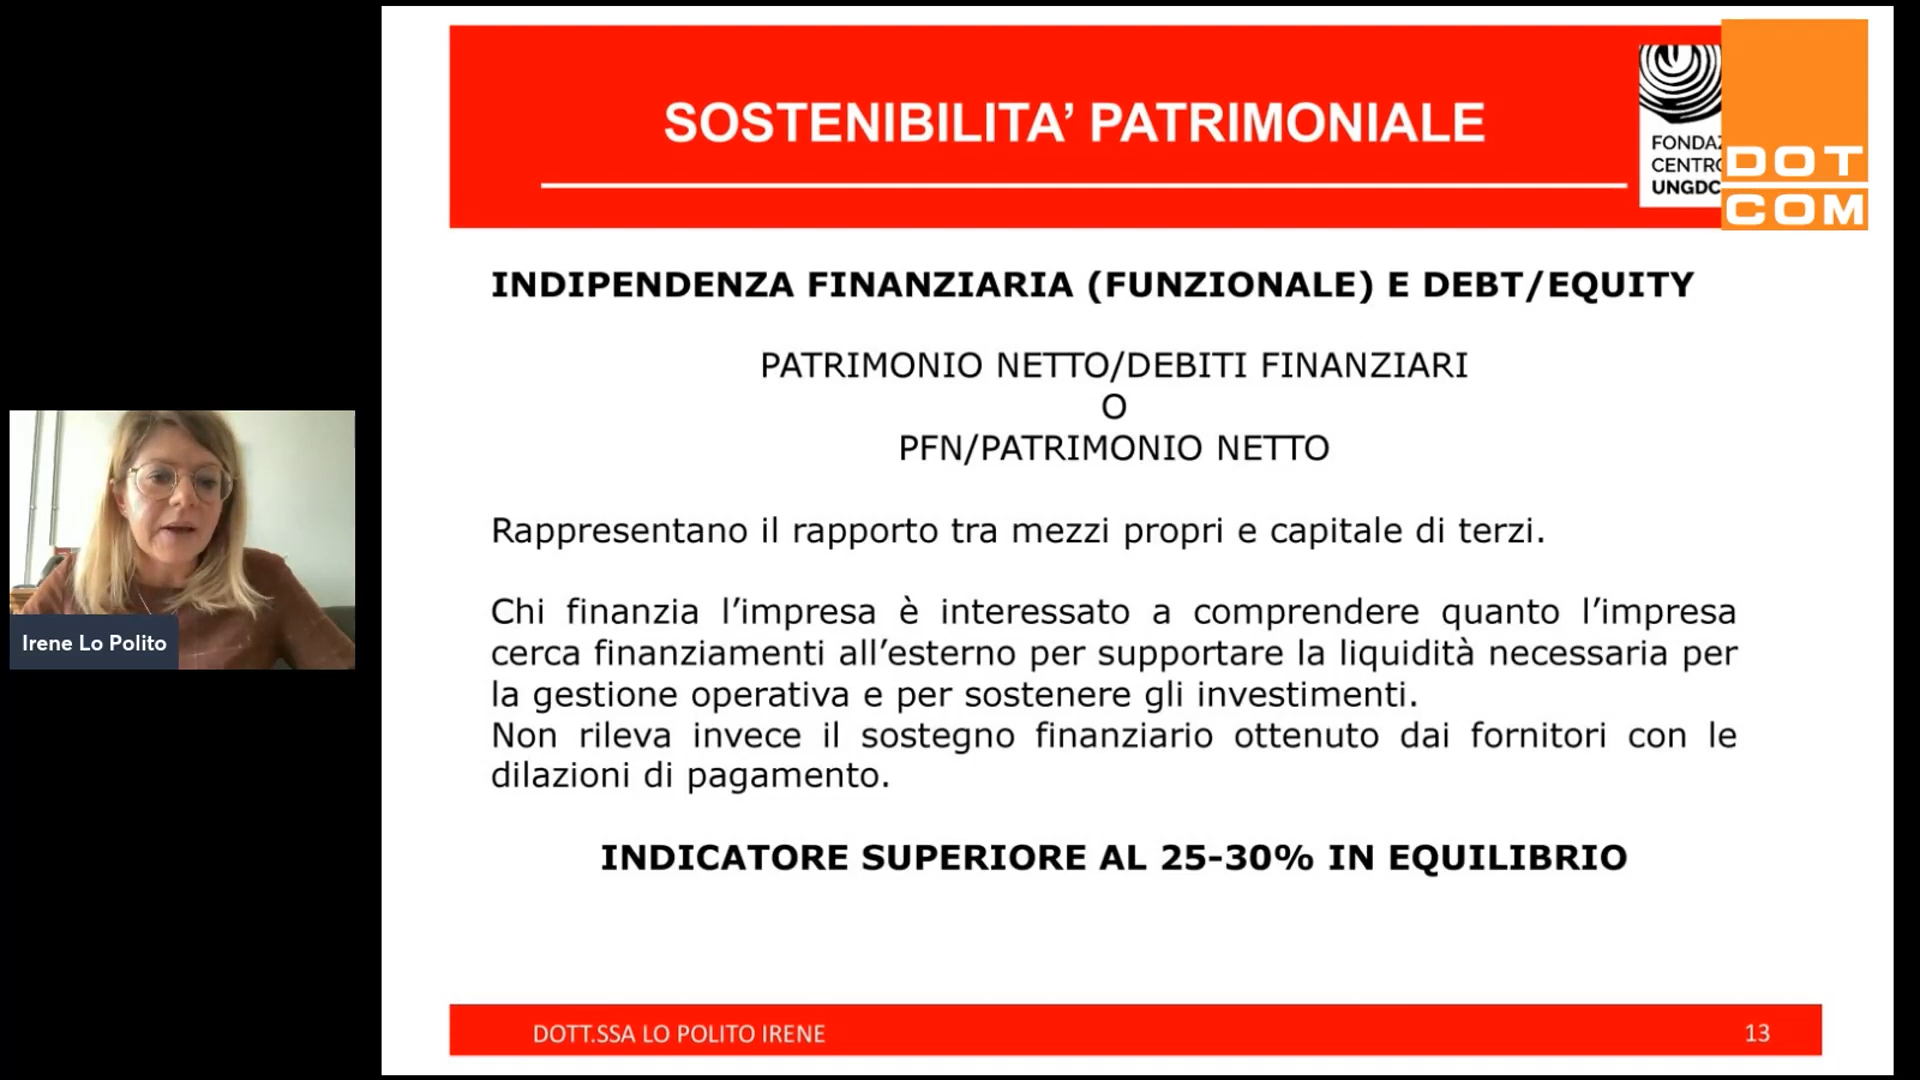 SOSTENIBILITA’ PATRIMONIALE
FONDAZ
CENTRO
UNGDC
DOT
COM
INDIPENDENZA FINANZIARIA (FUNZIONALE) E DEBT/EQUITY
PATRIMONIO NETTO/DEBITI FINANZIARI
O
PFN/PATRIMONIO NETTO
Rappresentano il rapporto tra mezzi propri e capitale di terzi.
Chi finanzia l’impresa è interessato a comprendere quanto l’impresa
cerca finanziamenti all’esterno per supportare la liquidità necessaria per
la gestione operativa e per sostenere gli investimenti.
Non rileva invece il sostegno finanziario ottenuto dai fornitori con le
dilazioni di pagamento.
INDICATORE SUPERIORE AL 25-30% IN EQUILIBRIO
Irene Lo Polito
DOTT.SSA LO POLITO IRENE
13